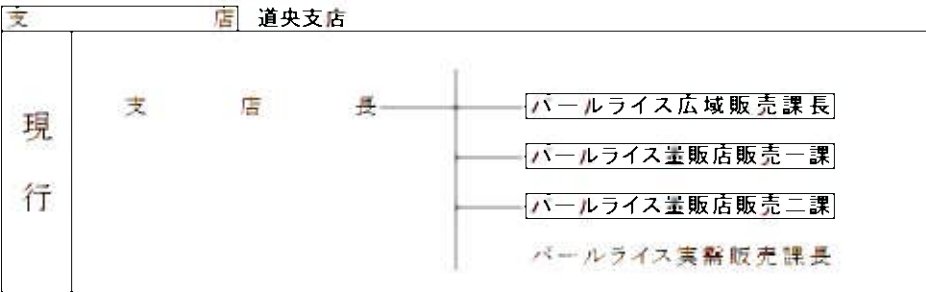 支店 道央支店
現行
支店長
パールライス広域販売課長
パールライス量販店販売一課
パールライス量販店販売二課
パールライス実需販売課長